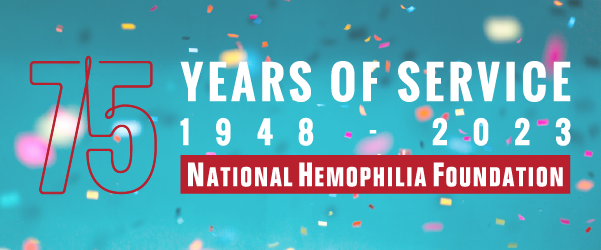 75
YEARS OF SERVICE
1948 - 2023
NATIONAL HEMOPHILIA FOUNDATION